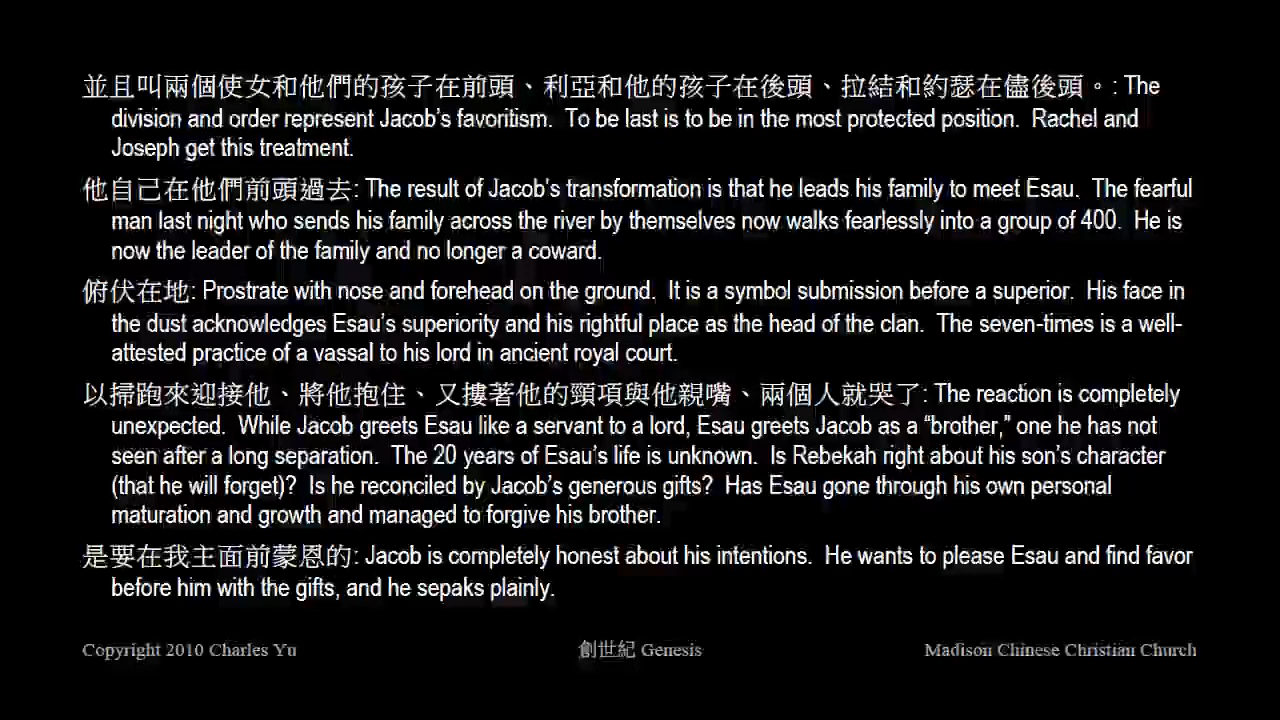 並且叫兩個使女和他們的孩子在前頭、利亞和他的孩子在後頭、拉結和約瑟在儘後頭。: The
division and order represent Jacob's favoritism.  To be last is to be in the most protected position.  Rachel and
Joseph get this treatment.
他自己在他們前頭過去: The result of Jacob's transformation is that he leads his family to meet Esau.  The fearful
man last night who sends his family across the river by themselves now walks fearlessly into a group of 400.  He is
now the leader of the family and no longer a coward.
俯伏在地: Prostrate with nose and forehead on the ground.  It is a symbol submission before a superior.  His face in
the dust acknowledges Esau's superiority and his rightful place as the head of the clan.  The seven-times is a well-
attested practice of a vassal to his lord in ancient royal court.
以掃跑來迎接他、將他抱住、又摟著他的頸項與他親嘴、兩個人就哭了: The reaction is completely
unexpected.  While Jacob greets Esau like a servant to a lord, Esau greets Jacob as a “brother,” one he has not
seen after a long separation.  The 20 years of Esau's life is unknown.  Is Rebekah right about his son's character
(that he will forget)?  Is he reconciled by Jacob's generous gifts?  Has Esau gone through his own personal
maturation and growth and managed to forgive his brother.
是要在我主面前蒙恩的: Jacob is completely honest about his intentions.  He wants to please Esau and find favor
before him with the gifts, and he sepaks plainly.
Copyright 2010 Charles Yu
創世紀 Genesis
Madison Chinese Christian Church